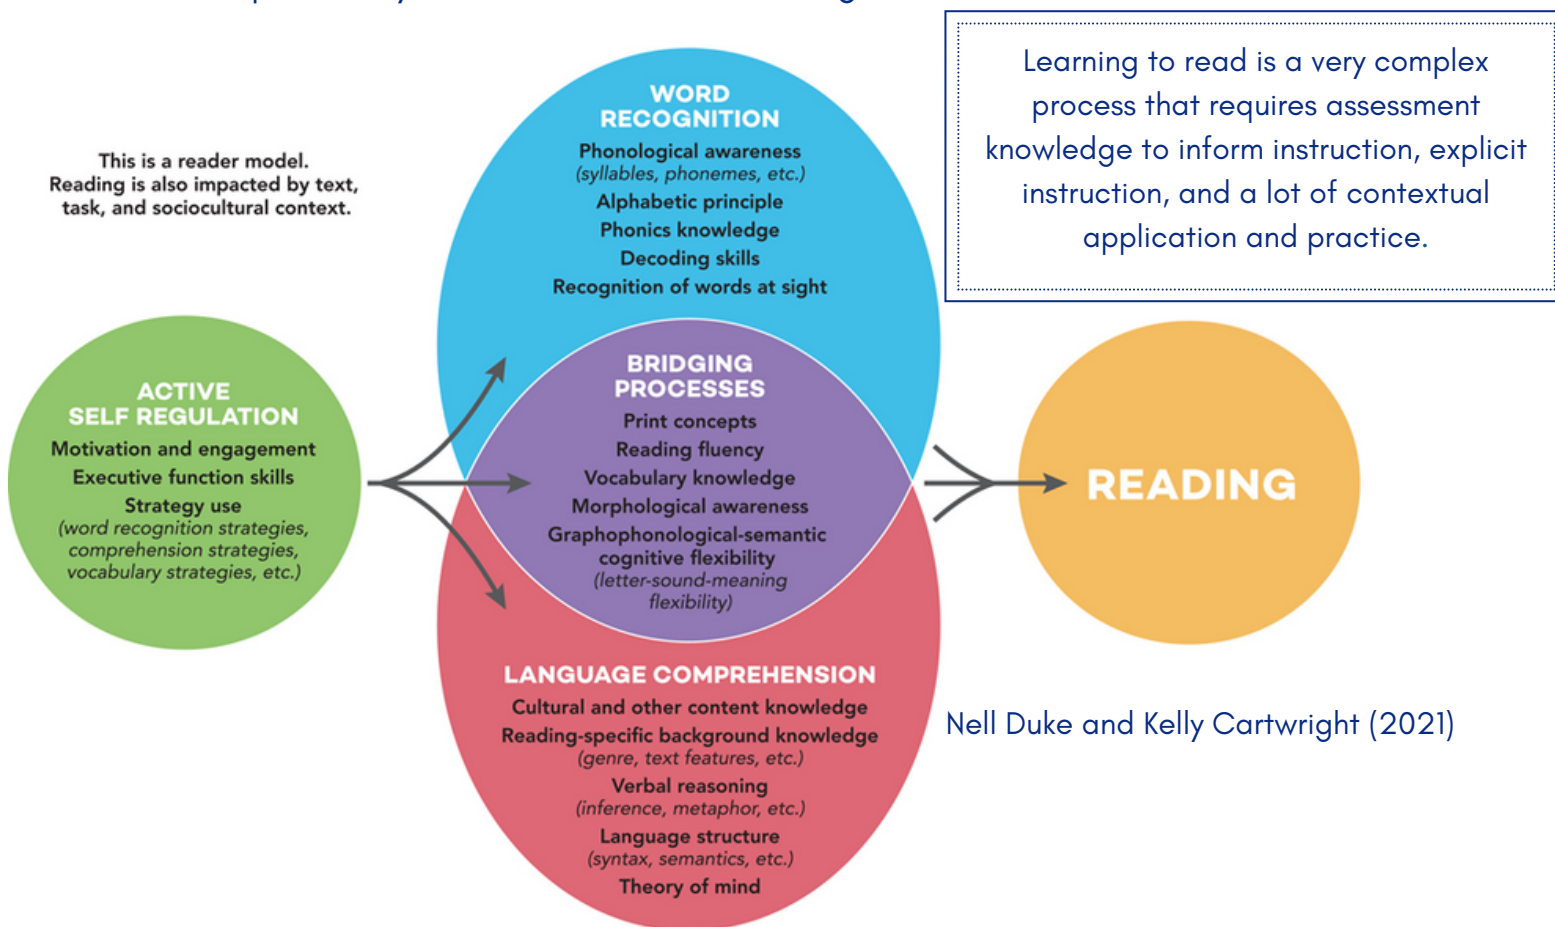 Learning to read is a very complex
process that requires assessment
knowledge to inform instruction, explicit
instruction, and a lot of contextual
application and practice.
This is a reader model.
Reading is also impacted by text,
task, and sociocultural context.
WORD
RECOGNITION
Phonological awareness
(syllables, phonemes, etc.)
Alphabetic principle
Phonics knowledge
Decoding skills
Recognition of words at sight
ACTIVE
SELF REGULATION
Motivation and engagement
Executive function skills
Strategy use
(word recognition strategies,
comprehension strategies,
vocabulary strategies, etc.)
BRIDGING
PROCESSES
Print concepts
Reading fluency
Vocabulary knowledge
Morphological awareness
Graphophonological-semantic
cognitive flexibility
(letter-sound-meaning
flexibility)
LANGUAGE COMPREHENSION
Cultural and other content knowledge
Reading-specific background knowledge
(genre, text features, etc.)
Verbal reasoning
(inference, metaphor, etc.)
Language structure
(syntax, semantics, etc.)
Theory of mind
READING
Nell Duke and Kelly Cartwright (2021)